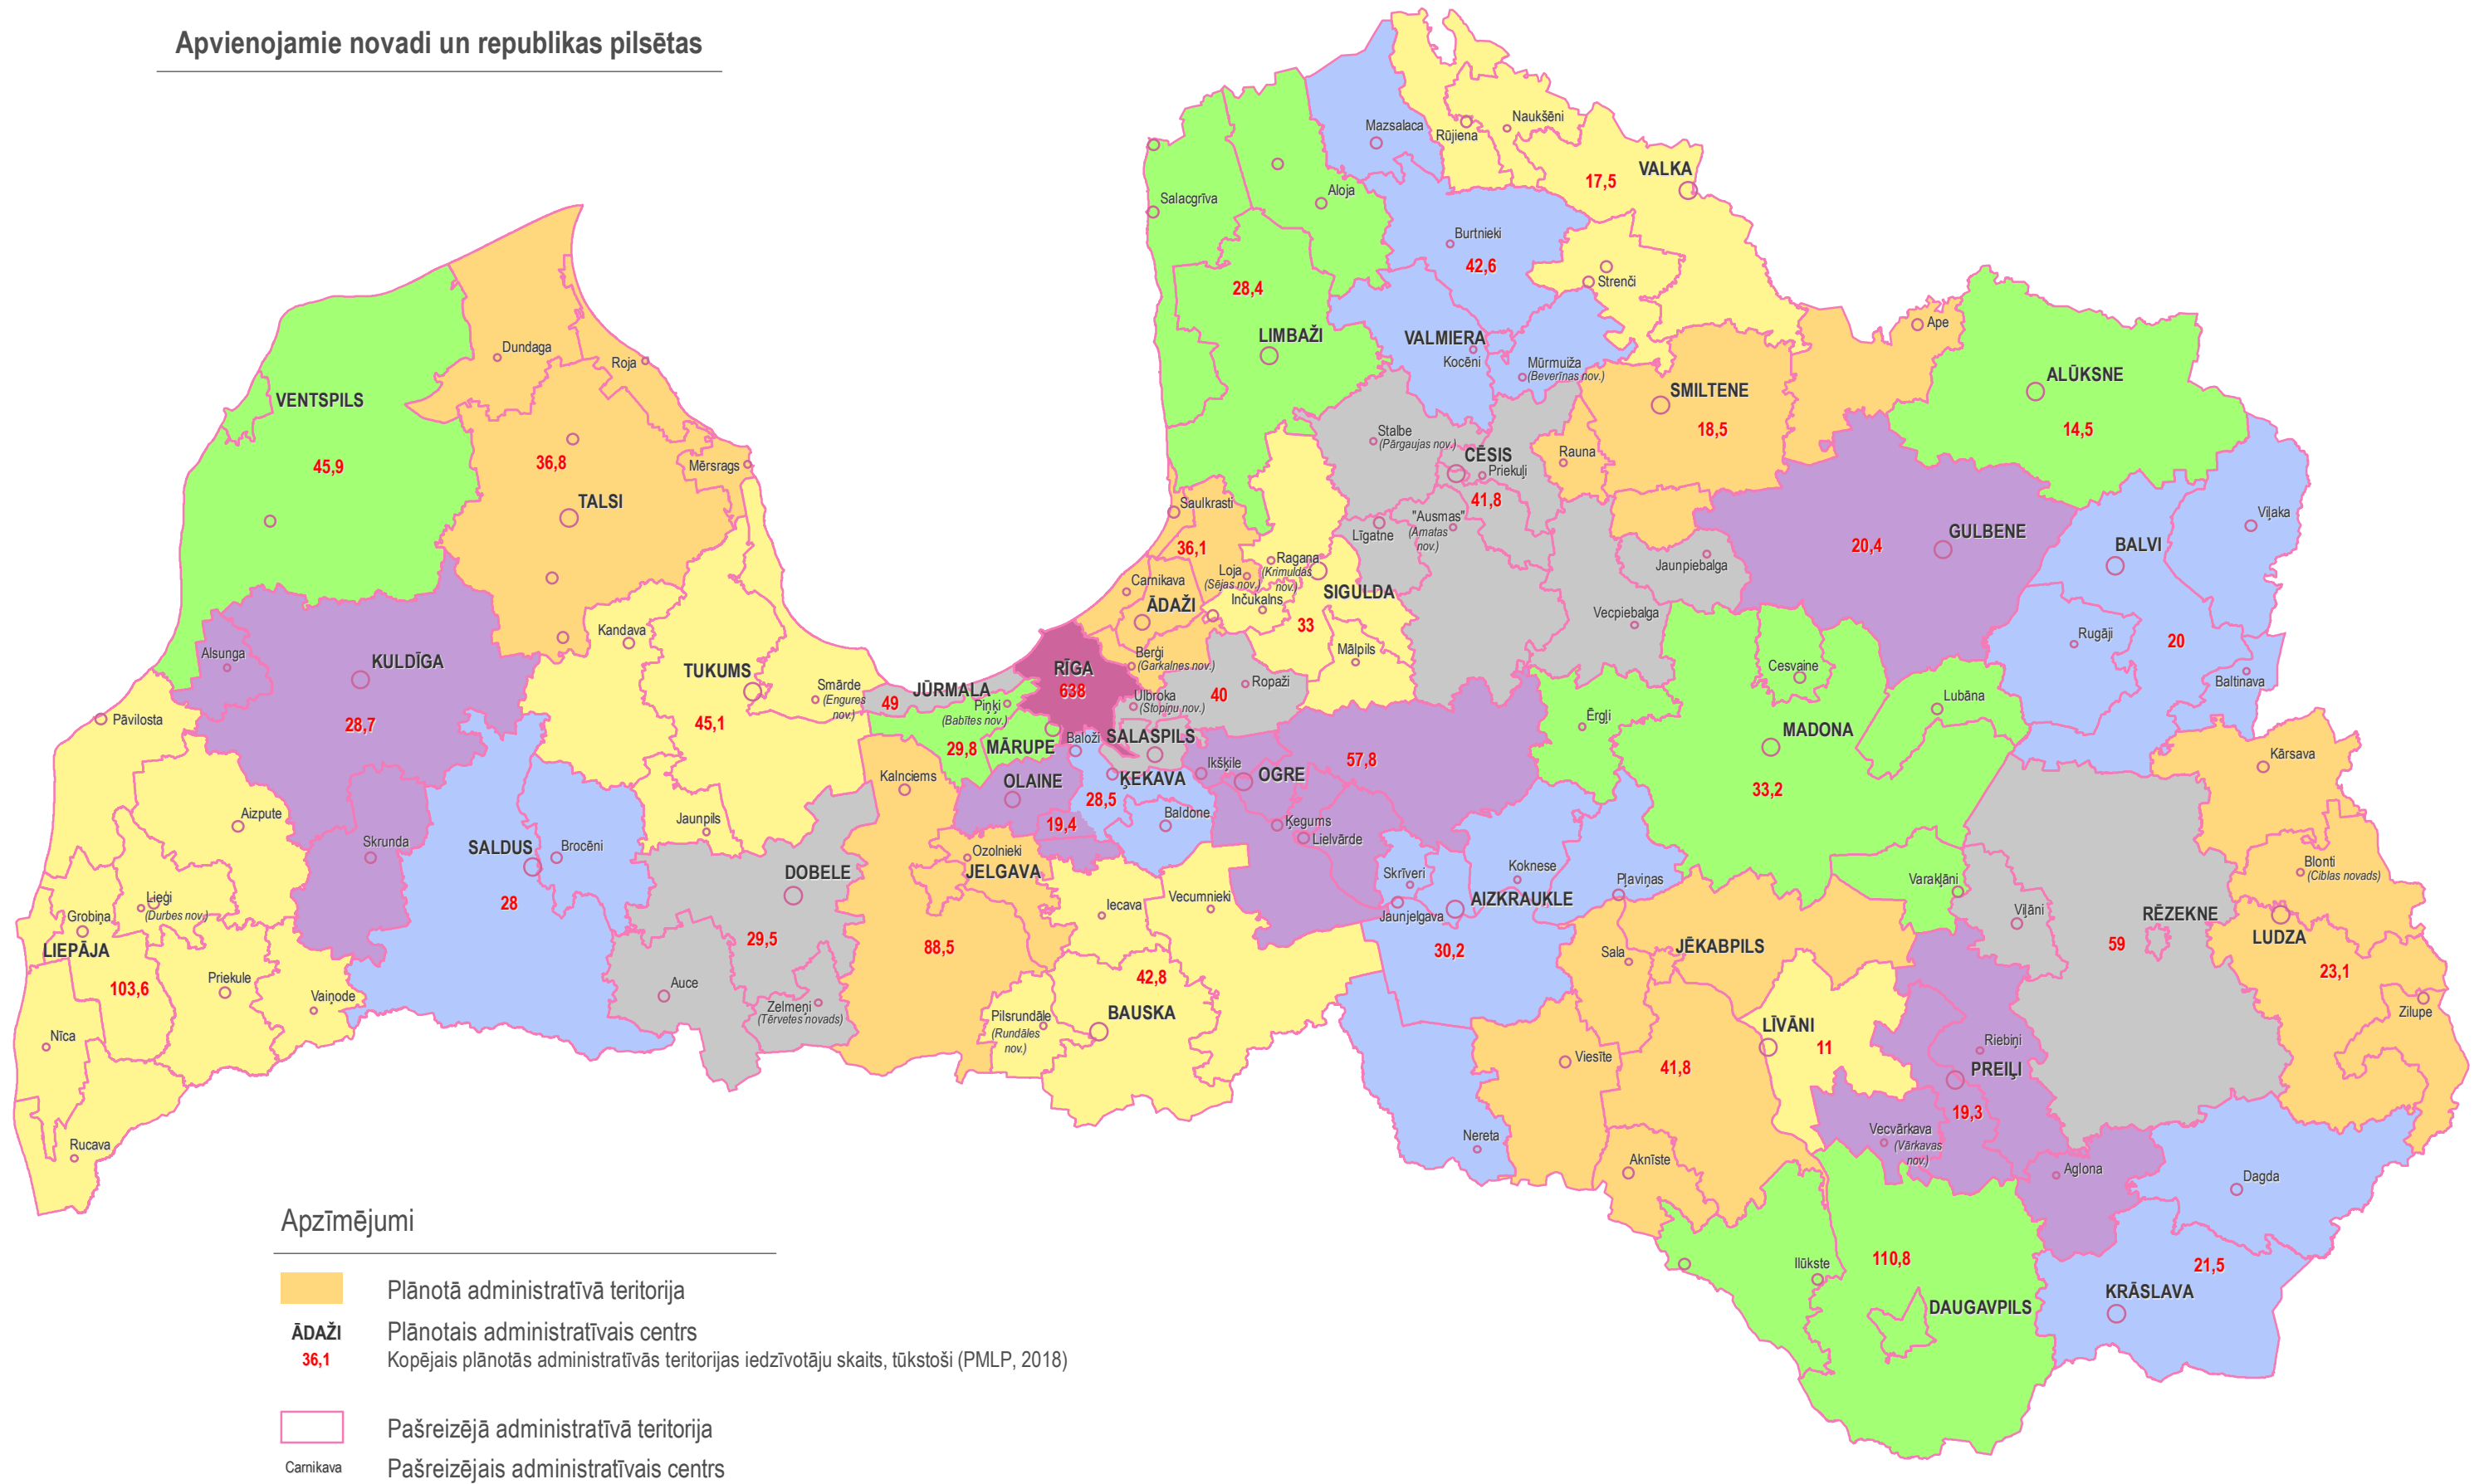 Apvienojamie novadi un republikas pilsētas
Mazsalaca
Rūjiena
Naukšēni
VALKA
17,5
Salacgrīva
Aloja
Burtnieki
42,6
Strenči
28,4
LIMBAŽI
VALMIERA
Kocēni
Mūrmuiža
(Beverīnas nov.)
Ape
SMILTENE
18,5
ALŪKSNE
14,5
Dundaga
Roja
VENTSPILS
45,9
36,8
TALSI
Mērsrags
Stalbe
(Pārgaujas nov.)
CĒSIS
Priekuļi
41,8
Rauna
"Ausmas"
(Amatas
nov.)
Līgatne
Saulkrasti
36,1
Loja
(Sējas nov.)
Ragana
(Krimuldas
nov.)
Inčukalns
SIGULDA
33
Mālpils
Carnikava
ĀDAŽI
Berģi
(Garkalnes nov.)
Jaunpiebalga
Vecpiebalga
20,4
GULBENE
BALVI
Viļaka
Rugāji
20
Baltinava
Alsunga
KULDĪGA
28,7
Kandava
TUKUMS
45,1
Smārde
(Engures
nov.)
49
JŪRMALA
Piņķi
(Babītes nov.)
29,8
MĀRUPE
RĪGA
638
Ulbroka
(Stopiņu nov.)
40
Ropaži
SALASPILS
Baloži
ĶEKAVA
28,5
Baldone
OLAINE
19,4
Ikšķile
OGRE
57,8
Ķegums
Lielvārde
Ērgļi
Cesvaine
Lubāna
MADONA
33,2
Varakļāni
Kārsava
Blonti
(Ciblas novads)
LUDZA
23,1
Zilupe
Pāvilosta
Aizpute
Skrunda
Lieģi
(Durbes nov.)
Grobiņa
LIEPĀJA
103,6
Priekule
Vaiņode
Nīca
Rucava
SALDUS
Brocēni
28
Jaunpils
DOBELE
29,5
Auce
Zelmeņi
(Tērvetes novads)
Kalnciems
Ozolnieki
JELGAVA
88,5
Iecava
Vecumnieki
42,8
BAUSKA
Pilsrundāle
(Rundāles
nov.)
Skrīveri
Jaunjelgava
AIZKRAUKLE
Koknese
Pļaviņas
30,2
Nereta
Sala
JĒKABPILS
Viesīte
41,8
Aknīste
LĪVĀNI
11
Viļāni
RĒZEKNE
59
Riebiņi
PREIĻI
19,3
Vecvārkava
(Vārkavas
nov.)
Aglona
Dagda
21,5
KRĀSLAVA
Ilūkste
110,8
DAUGAVPILS
Apzīmējumi
Plānotā administratīvā teritorija
ĀDAŽI Plānotais administratīvais centrs
36,1 Kopējais plānotās administratīvās teritorijas iedzīvotāju skaits, tūkstoši (PMLP, 2018)
Pašreizējā administratīvā teritorija
Carnikava Pašreizējais administratīvais centrs